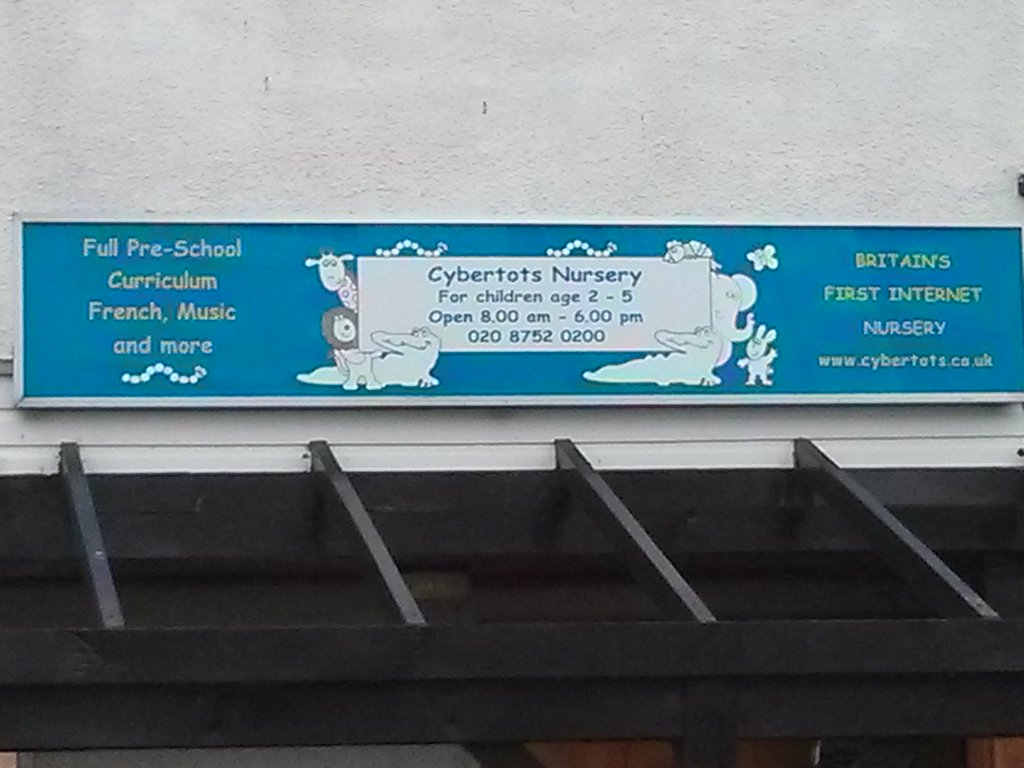 Full Pre-School
Curriculum
French, Music
and more
Cybertots Nursery
For children age 2 - 5
Open 8.00 am - 6.00 pm
020 8752 0200
BRITAIN'S
FIRST INTERNET
NURSERY
www.cybertots.co.uk